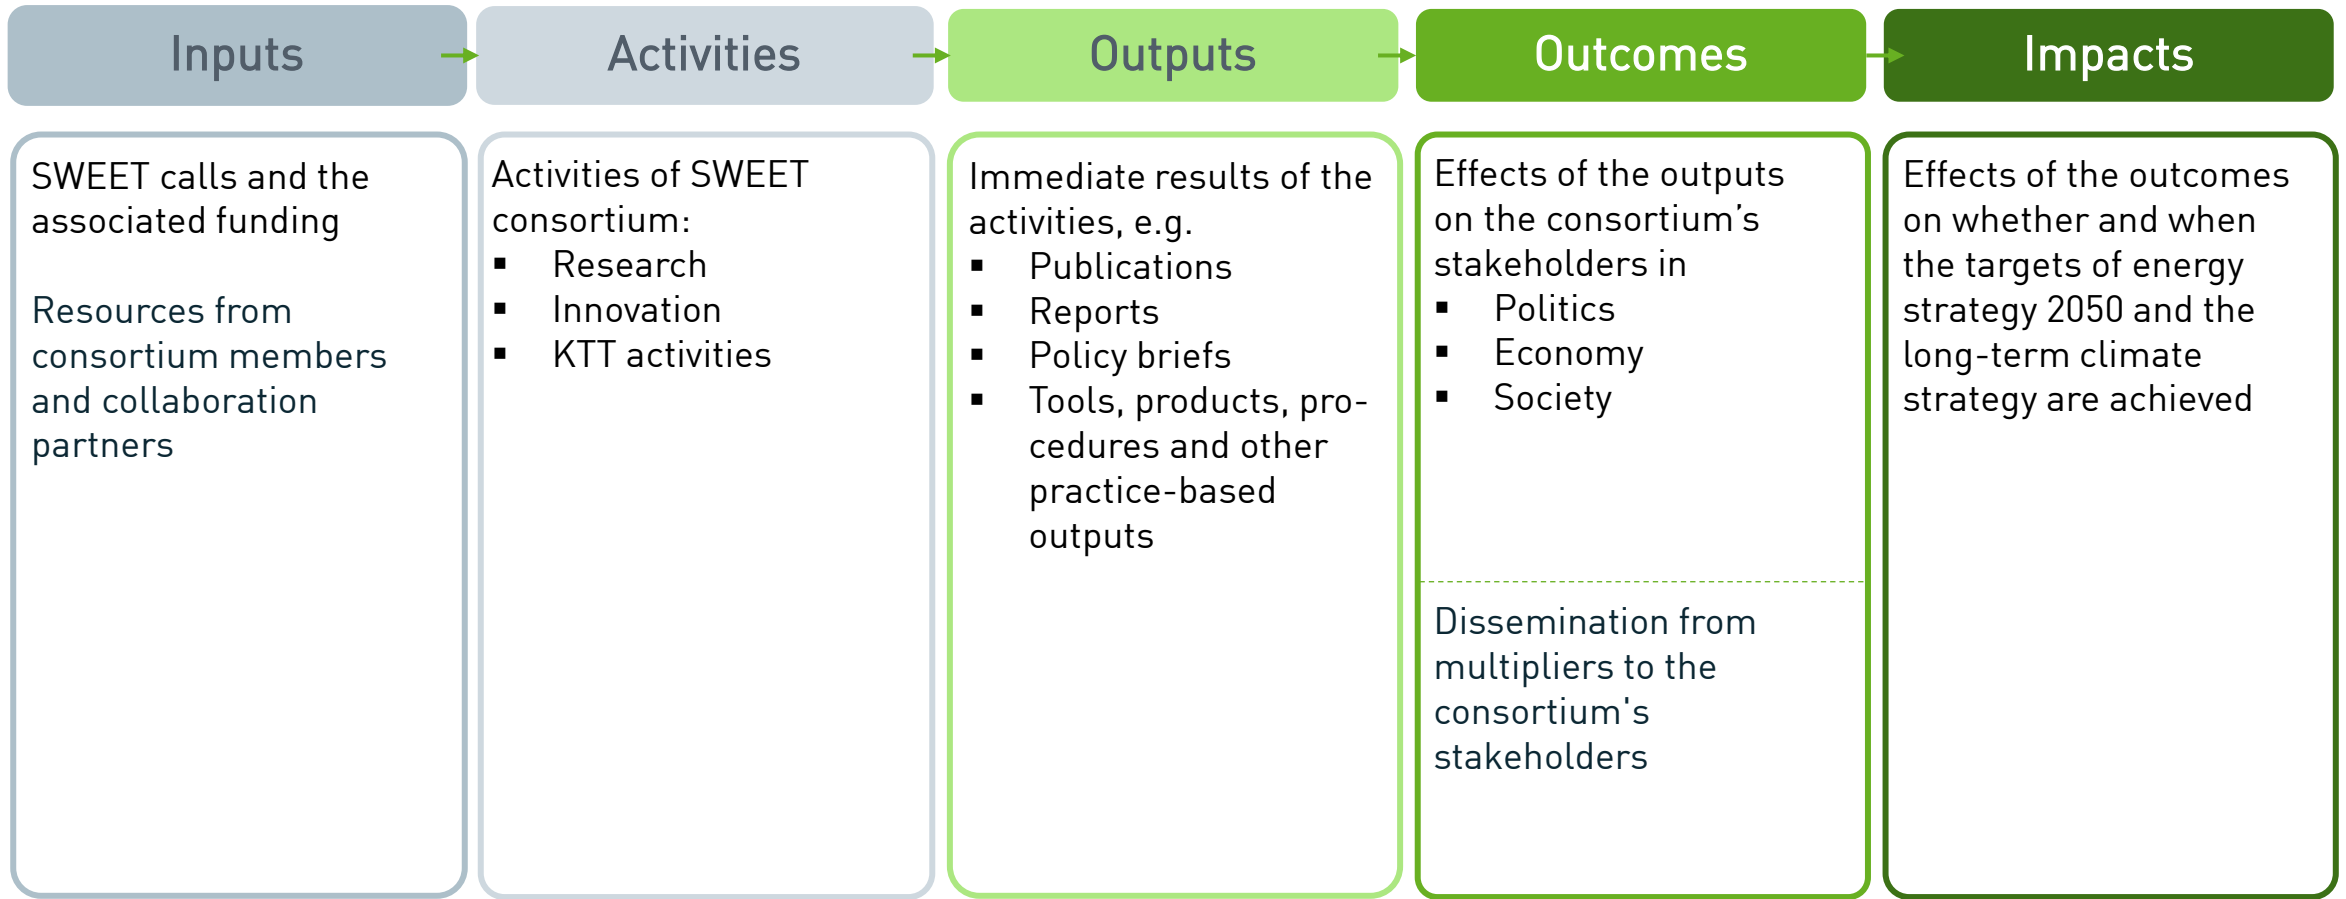 Inputs
Activities
Outputs
Outcomes
Impacts
SWEET calls and the
associated funding
Resources from
consortium members
and collaboration
partners
Activities of SWEET
consortium:
▪ Research
▪ Innovation
▪ KTT activities
Immediate results of the
activities, e.g.
▪ Publications
▪ Reports
▪ Policy briefs
▪ Tools, products, pro-
cedures and other
practice-based
outputs
Effects of the outputs
on the consortium’s
stakeholders in
▪ Politics
▪ Economy
▪ Society
Dissemination from
multipliers to the
consortium's
stakeholders
Effects of the outcomes
on whether and when
the targets of energy
strategy 2050 and the
long-term climate
strategy are achieved